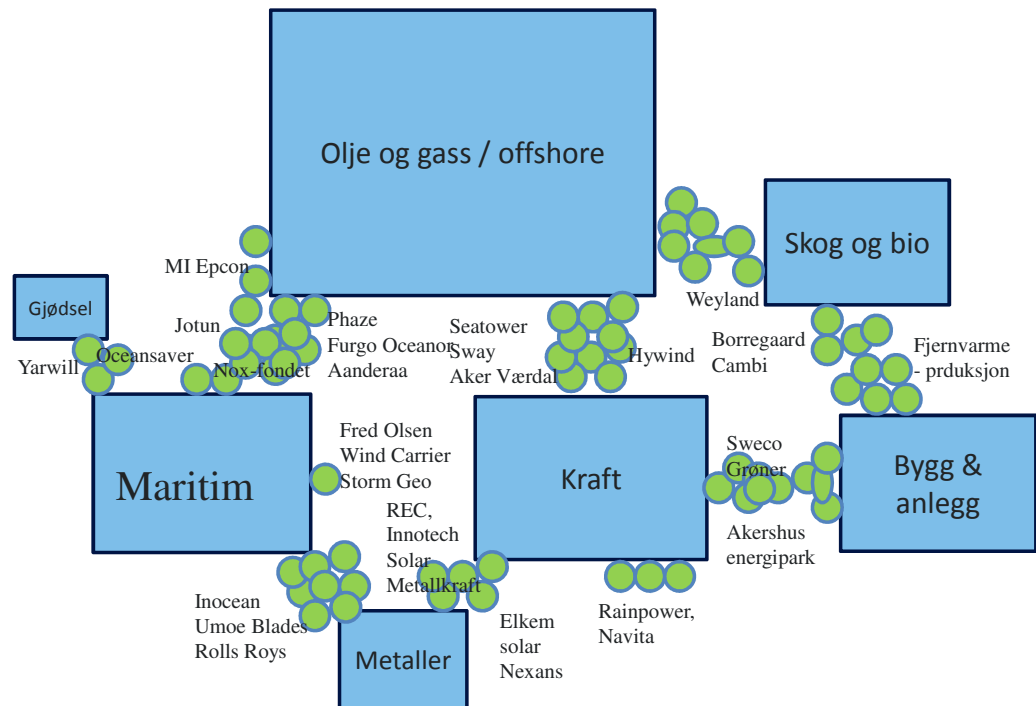 Olje og gass / offshore
Skog og bio
MI Epcon
Gjødsel
Weyland
Jotun
Phaze
Furgo Oceanor
Aanderaa
Seatower
Sway
Aker Værdal
Hywind
Borregaard
Cambi
Fjernvarme
- prduksjon
Yarwill
Oceansaver
Nox-fondet
Maritim
Fred Olsen
Wind Carrier
Storm Geo
Kraft
Sweco
Grøner
Bygg &
anlegg
REC,
Innotech
Solar
Metallkraft
Akershus
energipark
Inocean
Umoe Blades
Rolls Roys
Metaller
Elkem
solar
Nexans
Rainpower,
Navita